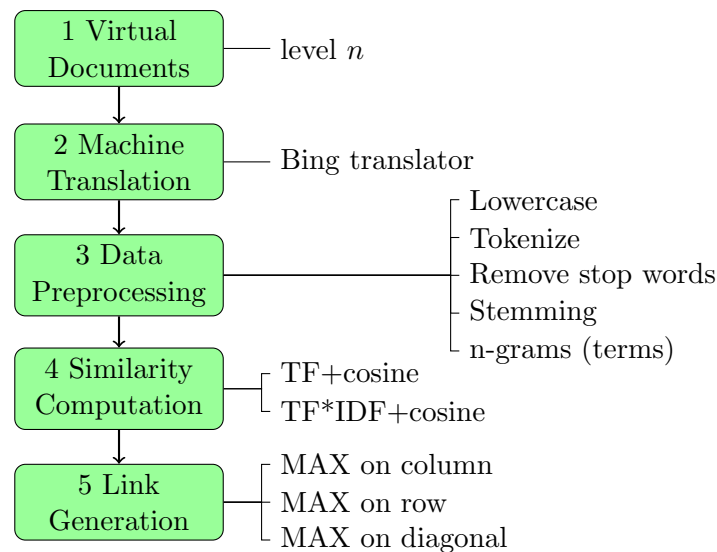 1 Virtual
Documents
level n
2 Machine
Translation
Bing translator
3 Data
Preprocessing
Lowercase
Tokenize
Remove stop words
Stemming
n-grams (terms)
4 Similarity
Computation
TF+cosine
TF*IDF+cosine
5 Link
Generation
MAX on column
MAX on row
MAX on diagonal